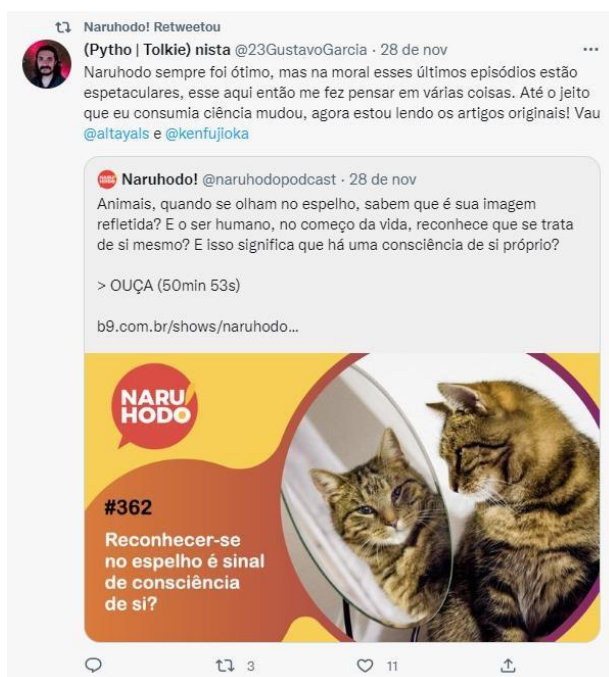 Naruhodo! Retweetou
(Pytho | Tolkie) nista @23GustavoGarcia · 28 de nov
Naruhodo sempre foi ótimo, mas na moral esses últimos episódios estão
espetaculares, esse aqui então me fez pensar em várias coisas. Até o jeito
que eu consumia ciência mudou, agora estou lendo os artigos originais! Vau
@altayals e @kenfujioka
Naruhodo! @naruhodopodcast · 28 de nov
Animais, quando se olham no espelho, sabem que é sua imagem
refletida? E o ser humano, no começo da vida, reconhece que se trata
de si mesmo? E isso significa que há uma consciência de si próprio?
> OUÇA (50min 53s)
b9.com.br/shows/naruhodo...
NARU
HODO
#362
Reconhecer-se
no espelho é sinal
de consciência
de si?
3
11